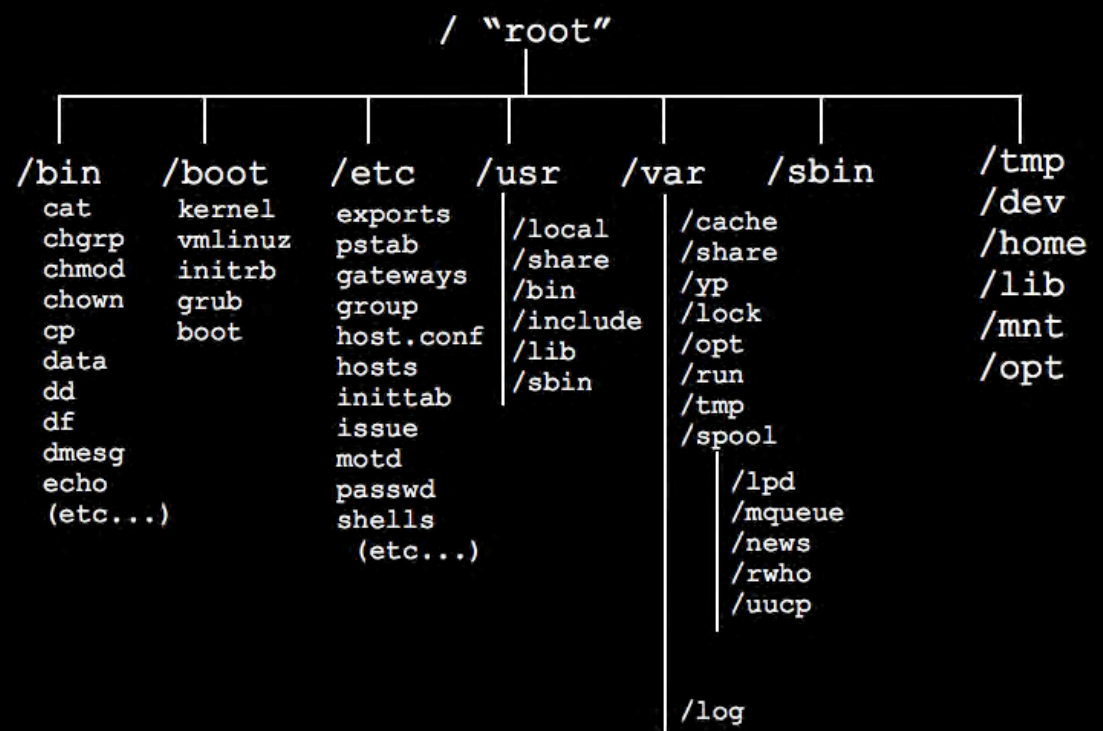 / “root”
/bin
cat
chgrp
chmod
chown
cp
data
dd
df
dmesg
echo
(etc...)
/boot
kernel
vmlinuz
initrb
grub
boot
/etc
exports
pstab
gateways
group
host.conf
hosts
inittab
issue
motd
passwd
shells
(etc...)
/usr
/local
/share
/bin
/include
/lib
/sbin
/var
/cache
/share
/yp
/lock
/opt
/run
/tmp
/spool
/lpd
/mqueue
/news
/rwho
/uucp
/log
/sbin
/tmp
/dev
/home
/lib
/mnt
/opt